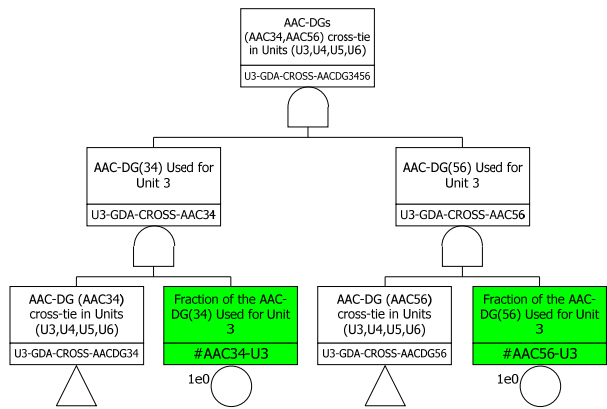 AAC-DGs
(AAC34,AAC56) cross-tie
in Units (U3,U4,U5,U6)
U3-GDA-CROSS-AACDG3456
AAC-DG(34) Used for
Unit 3
U3-GDA-CROSS-AAC34
AAC-DG(56) Used for
Unit 3
U3-GDA-CROSS-AAC56
AAC-DG (AAC34)
cross-tie in Units
(U3,U4,U5,U6)
U3-GDA-CROSS-AACDG34
Fraction of the AAC-
DG(34) Used for Unit
3
#AAC34-U3
1e0
AAC-DG (AAC56)
cross-tie in Units
(U3,U4,U5,U6)
U3-GDA-CROSS-AACDG56
Fraction of the AAC-
DG(56) Used for Unit
3
#AAC56-U3
1e0